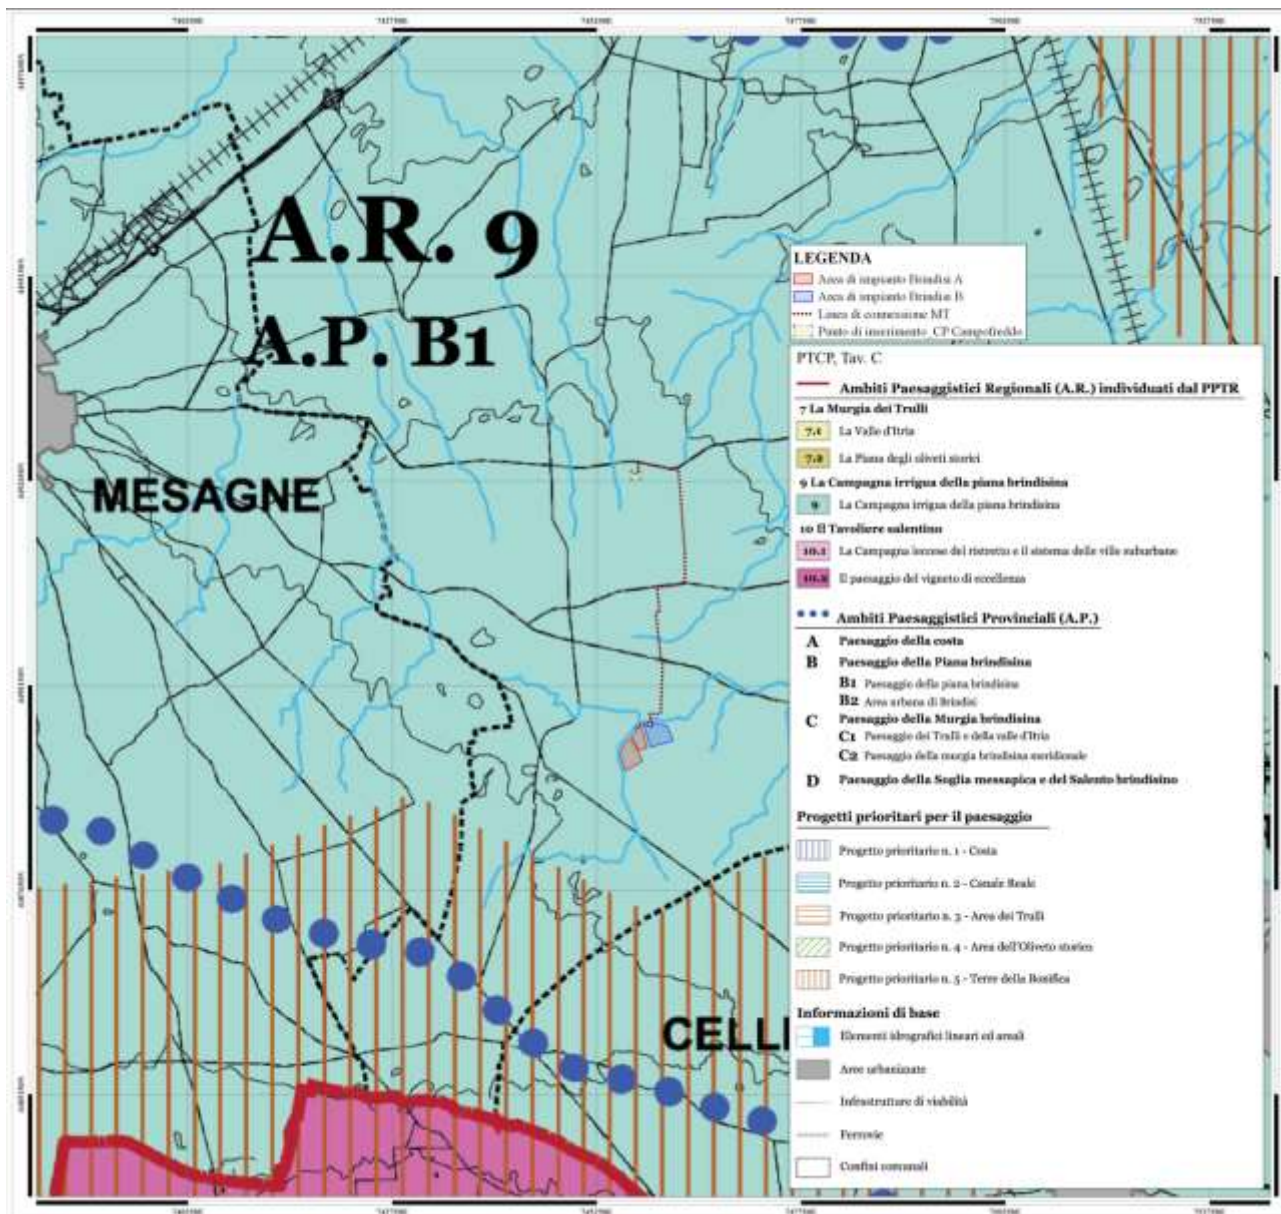 A.R. 9
A.P. B1
MESAGNE
CELLI
LEGENDA
Area di impianto Brindisi A
Area di impianto Brindisi B
Linea di connessione MT
Punto di inserimento_CP Campofreddo
PTCP, Tav. C
Ambiti Paesaggistici Regionali (A.R.) individuati dal PPTR
7 La Murgia dei Trulli
7.1 La Valle d'Itria
7.2 La Piana degli oliveti storici
9 La Campagna irrigua della piana brindisina
9 La Campagna irrigua della piana brindisina
10 Il Tavoliere salentino
10.1 La Campagna leccese del ristretto e il sistema delle ville suburbane
10.2 Il paesaggio del vigneto di eccellenza
Ambiti Paesaggistici Provinciali (A.P.)
A Paesaggio della costa
B Paesaggio della Piana brindisina
B1 Paesaggio della piana brindisina
B2 Area urbana di Brindisi
C Paesaggio della Murgia brindisina
C1 Paesaggio dei Trulli e della valle d'Itria
C2 Paesaggio della murgia brindisina meridionale
D Paesaggio della Soglia messapica e del Salento brindisino
Progetti prioritari per il paesaggio
Progetto prioritario n. 1 - Costa
Progetto prioritario n. 2 - Canale Reale
Progetto prioritario n. 3 - Area dei Trulli
Progetto prioritario n. 4 - Area dell'Oliveto storico
Progetto prioritario n. 5 - Terre della Bonifica
Informazioni di base
Elementi idrografici lineari ed areali
Aree urbanizzate
Infrastrutture di viabilità
Ferrovie
Confini comunali